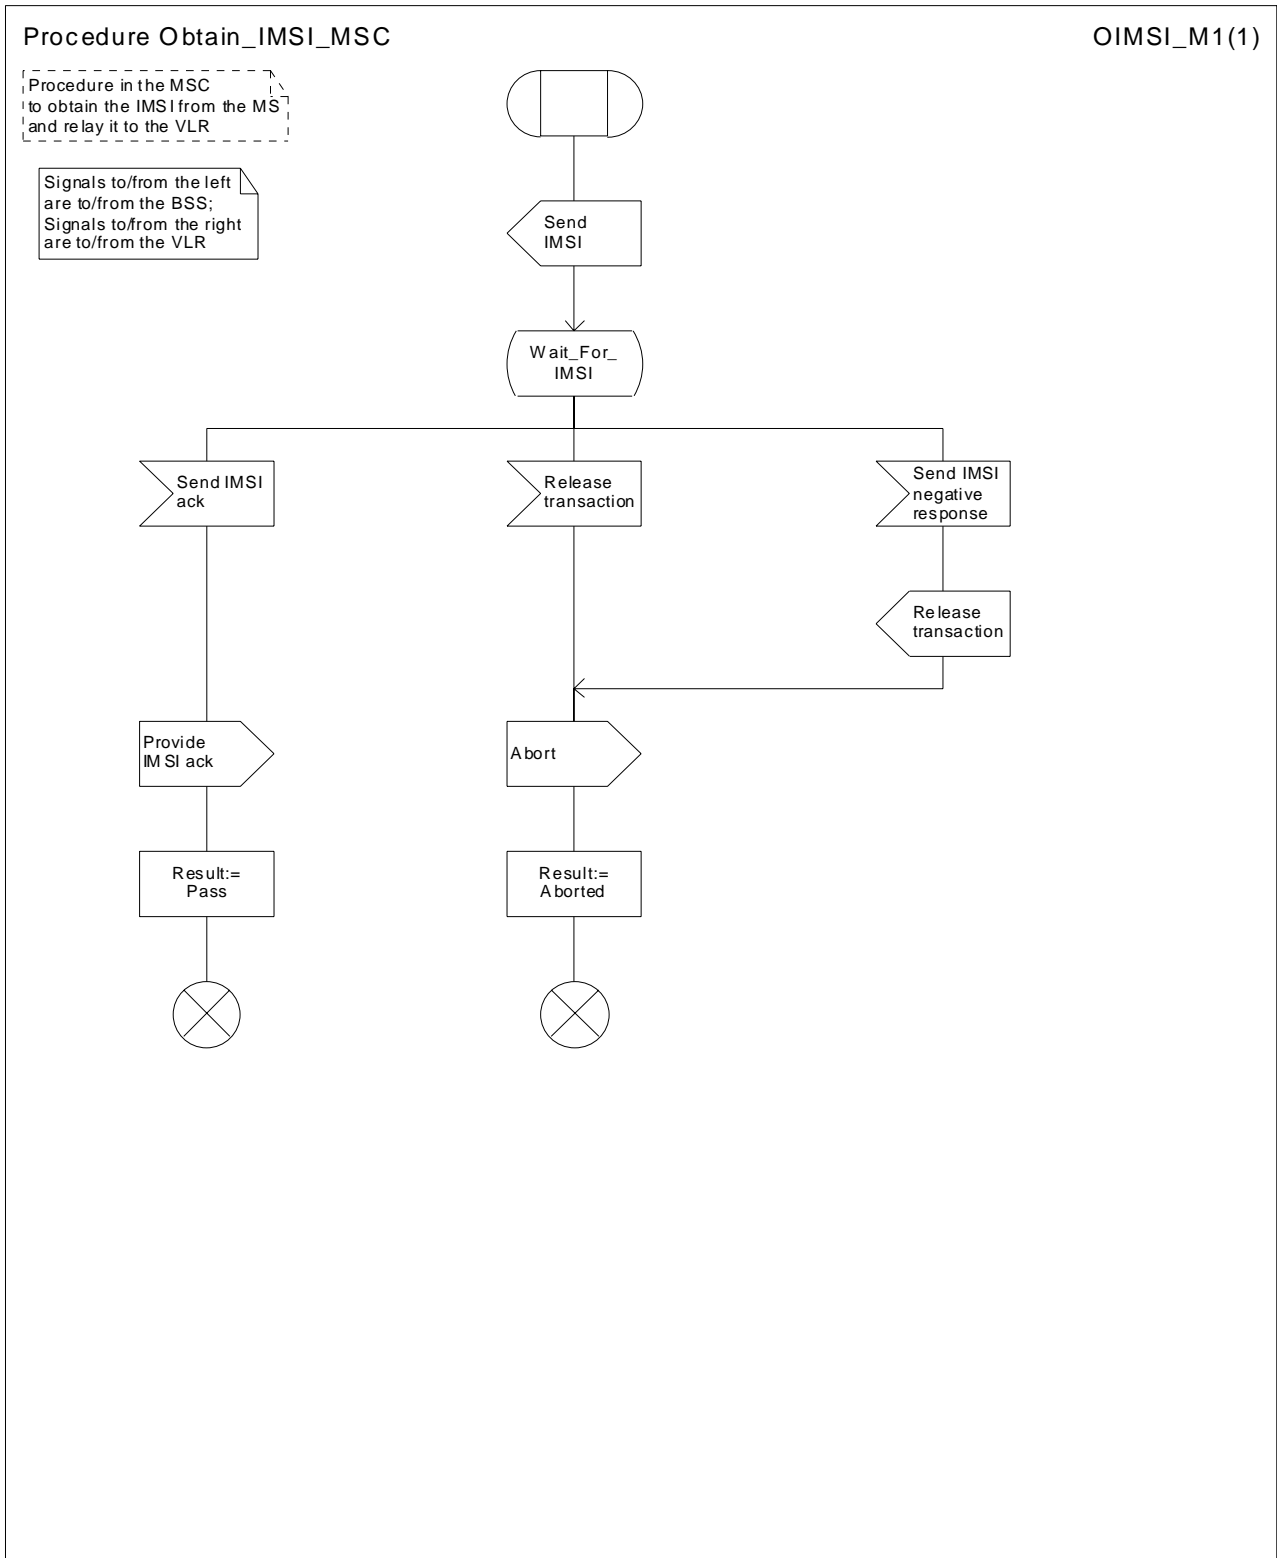 Procedure Obtain_IMSI_MSC
OIMSI_M1(1)
Procedure in the MSC
to obtain the IMSI from the MS
and relay it to the VLR
Signals to/from the left
are to/from the BSS;
Signals to/from the right
are to/from the VLR
Send
IMSI
Wait_For_
IMSI
Send IMSI
ack
Release
transaction
Send IMSI
negative
response
Release
transaction
Provide
IMSI ack
Abort
Result:=
Pass
Result:=
Aborted